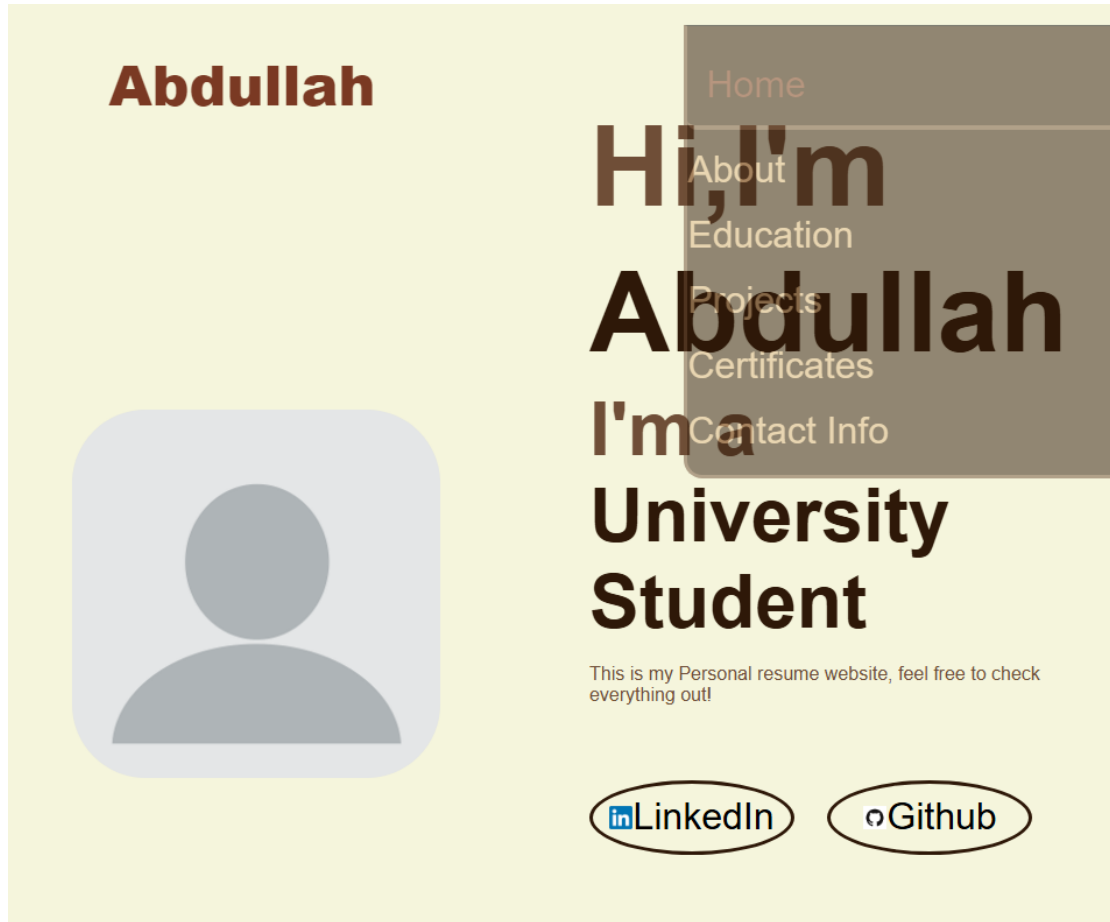 Abdullah
Home
About
Education
Projects
Certificates
Contact Info
Hi,I'm
Abdullah
I'm a
University
Student
This is my Personal resume website, feel free to check
everything out!
in LinkedIn
Github